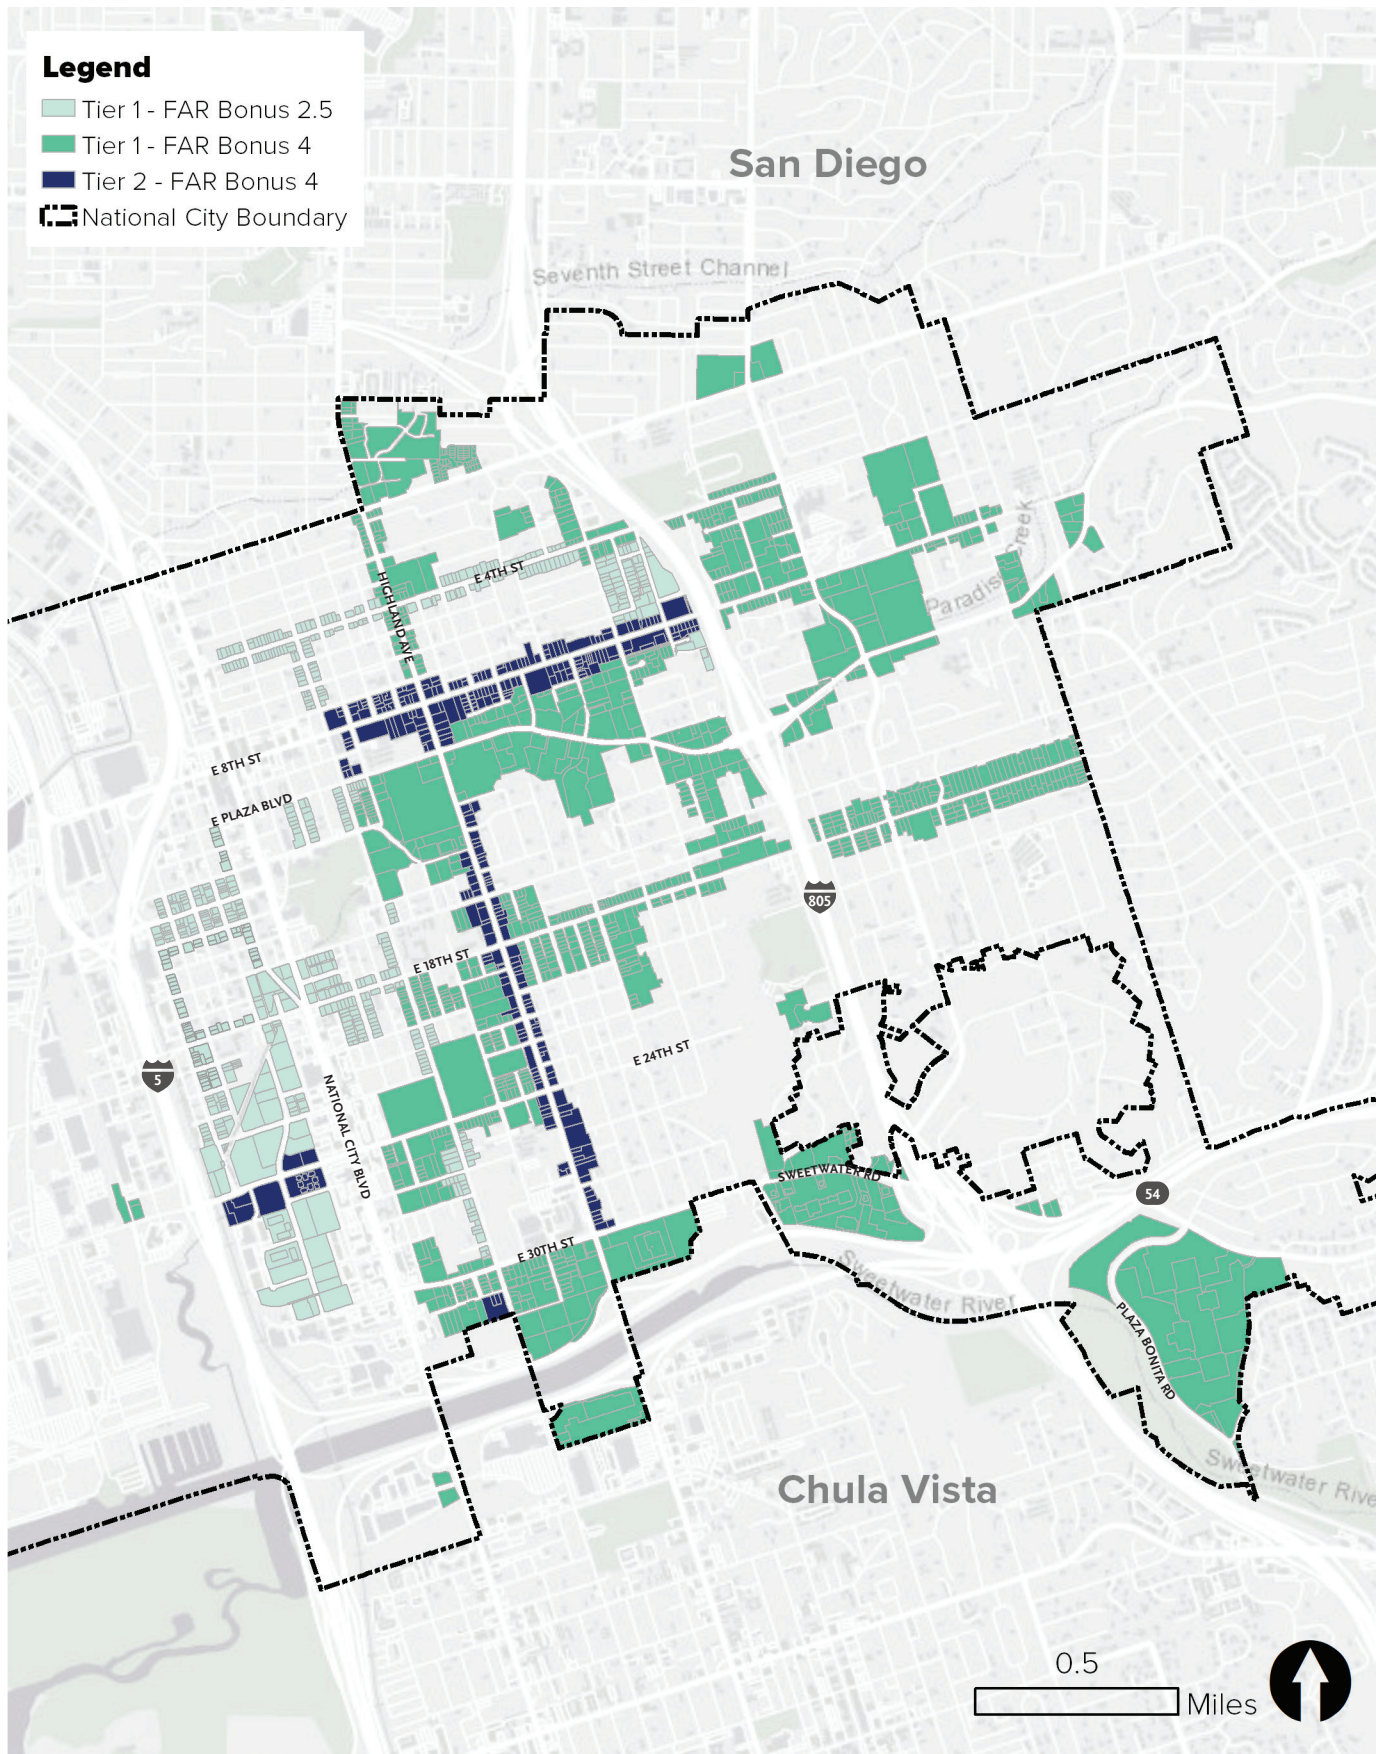 Legend
Tier 1 - FAR Bonus 2.5
Tier 1 - FAR Bonus 4
Tier 2 - FAR Bonus 4
National City Boundary
San Diego
Seventh Street Channel
E 4TH ST
HIGHLAND AVE
Paradise Creek
E 8TH ST
E PLAZA BLVD
805
E 18TH ST
E 24TH ST
5
NATIONAL CITY BLVD
SWEETWATER RD
54
E 30TH ST
Sweetwater River
PLAZA BONITA RD
Sweetwater Rive
Chula Vista
0.5
Miles